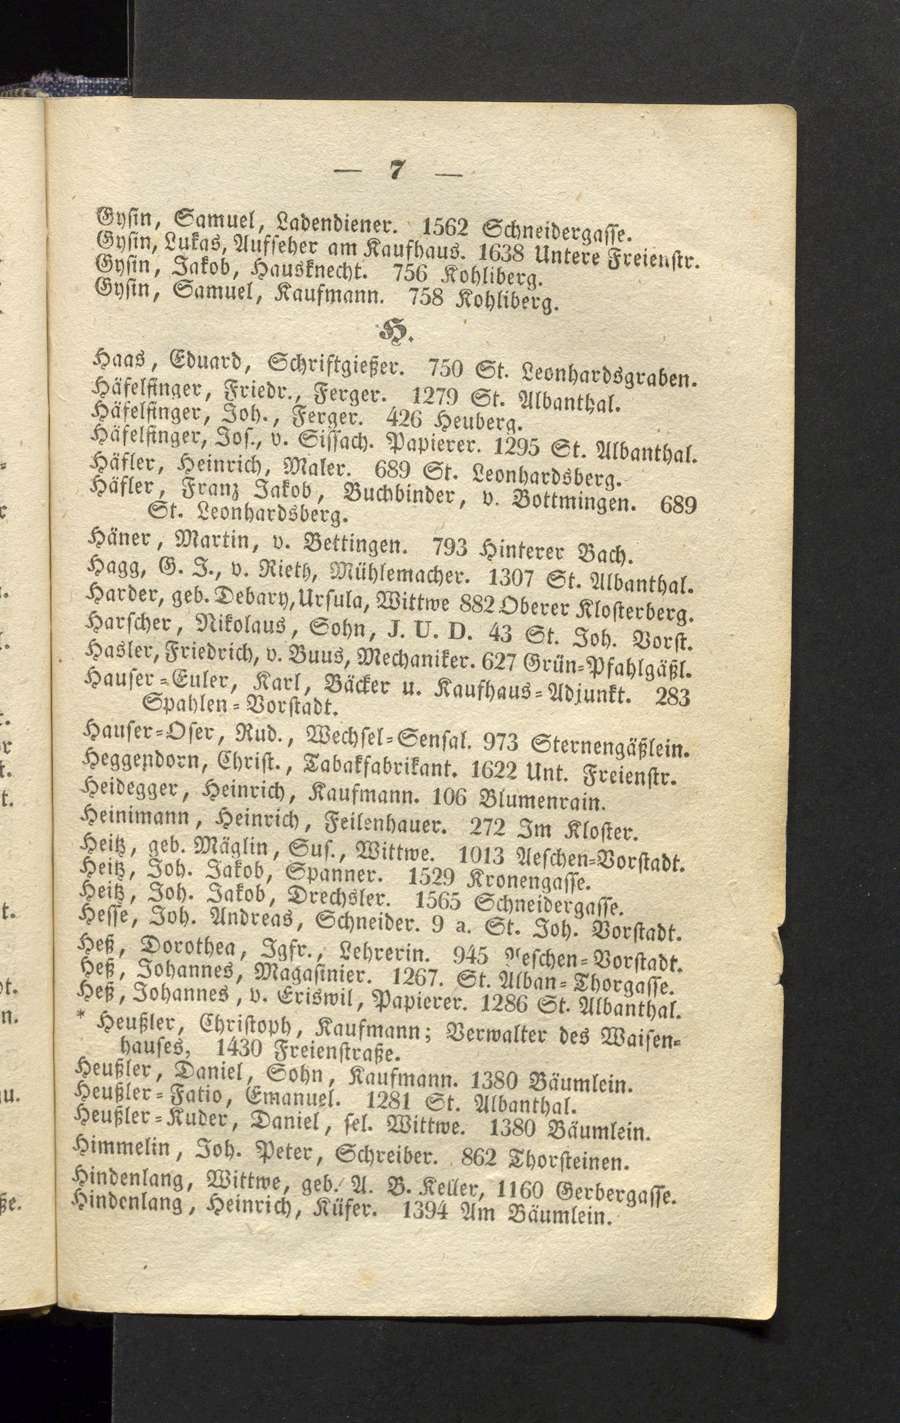 — 7 —
Gysin, Samuel, Ladendiener. 1562 Schneidergasse.
Gysin, Lukas, Aufseher am Kaufhaus. 1638 Untere Freienstr.
Gysin, Jakob, Hausknecht. 756 Kohliberg.
Gysin, Samuel, Kaufmann. 758 Kohliberg.
H.
Haas, Eduard, Schriftgießer. 750 St. Leonhardsgraben.
Häfelfinger, Friedr., Ferger. 1279 St. Albanthal.
Häfelfinger, Joh., Ferger. 426 Heuberg.
Häfelfinger, Jos., v. Sissach. Papierer. 1295 St. Albanthal.
Häfler, Heinrich, Maler. 689 St. Leonhardsberg.
Häfler, Franz Jakob, Buchbinder, v. Bottmingen. 689
St. Leonhardsberg.
Häner, Martin, v. Bettingen. 793 Hinterer Bach.
Hagg, G. J., v. Rieth, Mühlemacher. 1307 St. Albanthal.
Harder, geb. Debary, Ursula, Wittwe 882 Oberer Klosterberg.
Harscher, Nikolaus, Sohn, J. U. D. 43 St. Joh. Vorst.
Hasler, Friedrich, v. Buus, Mechaniker. 627 Grün-Pfahlgäßl.
Hauser-Euler, Karl, Bäcker u. Kaufhaus-Adjunkt. 283
Spahlen-Vorstadt.
Hauser-Oser, Rud., Wechsel-Sensal. 973 Sternengäßlein.
Heggendorn, Christ., Tabakfabrikant. 1622 Unt. Freienstr.
Heidegger, Heinrich, Kaufmann. 106 Blumenrain.
Heinimann, Heinrich, Feilenhauer. 272 Im Kloster.
Heitz, geb. Mäglin, Sus., Wittwe. 1013 Aeschen-Vorstadt.
Heitz, Joh. Jakob, Spanner. 1529 Kronengasse.
Heitz, Joh. Jakob, Drechsler. 1565 Schneidergasse.
Hesse, Joh. Andreas, Schneider. 9 a. St. Joh. Vorstadt.
Heß, Dorothea, Igfr., Lehrerin. 945 Aeschen-Vorstadt.
Heß, Johannes, Magasinier. 1267. St. Alban-Thorgasse.
Heß, Johannes, v. Eriswil, Papierer. 1286 St. Albanthal.
* Heußler, Christoph, Kaufmann; Verwalter des Waisen-
hauses, 1430 Freienstraße.
Heußler, Daniel, Sohn, Kaufmann. 1380 Bäumlein.
Heußler-Fatio, Emanuel. 1281 St. Albanthal.
Heußler-Kuder, Daniel, sel. Wittwe. 1380 Bäumlein.
Himmelin, Joh. Peter, Schreiber. 862 Thorsteinen.
Hindenlang, Wittwe, geb. A. B. Keller, 1160 Gerbergasse.
Hindenlang, Heinrich, Küfer. 1394 Am Bäumlein.